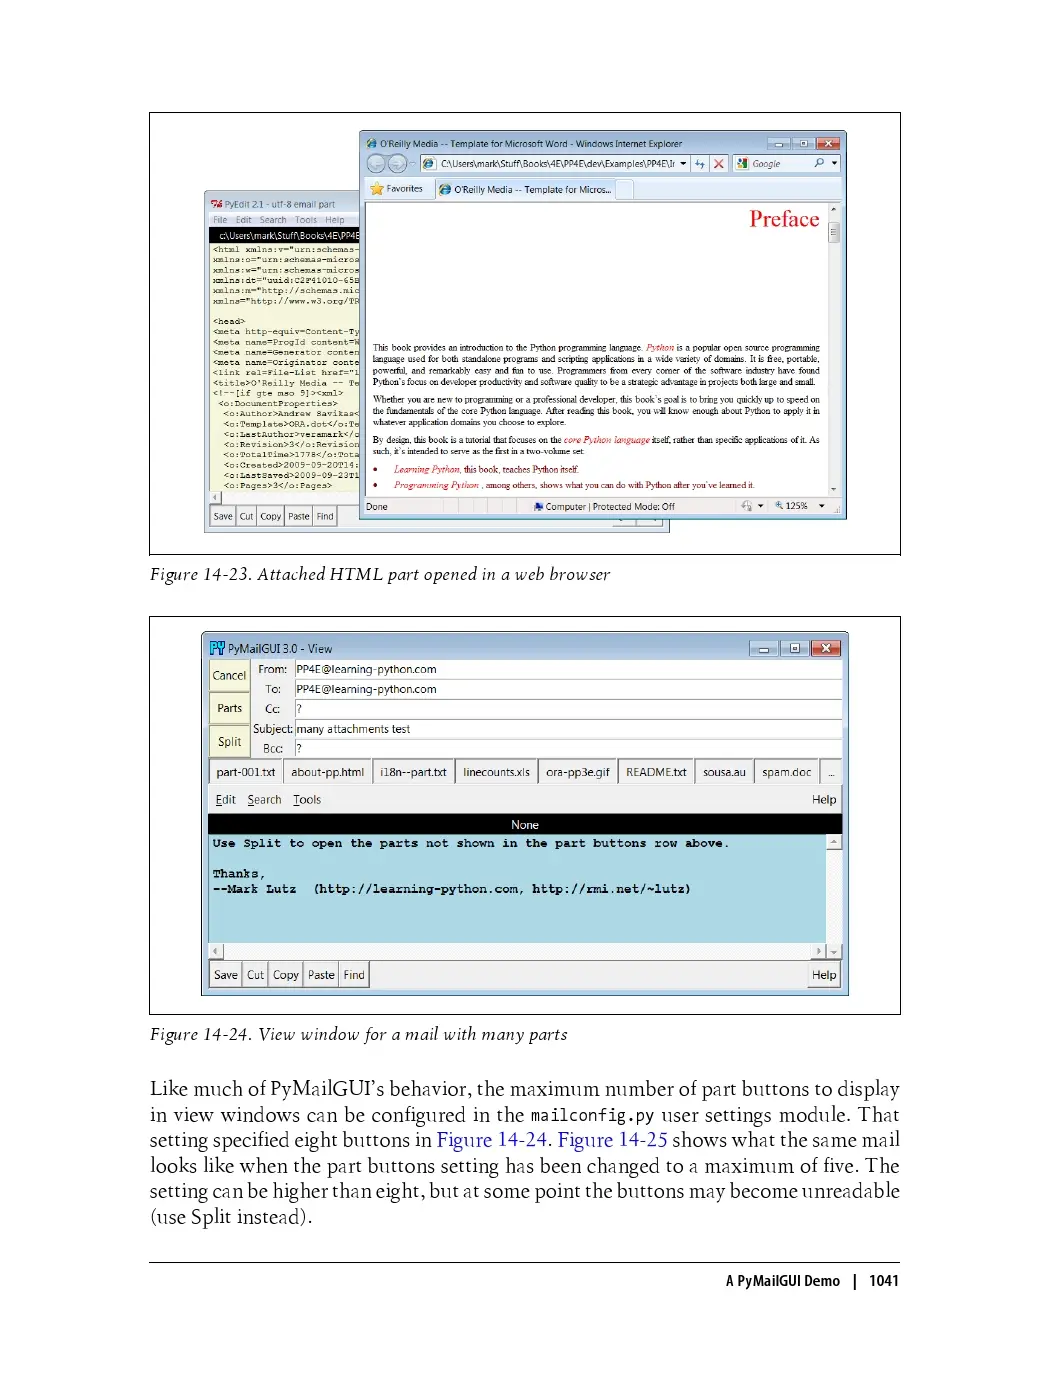 O'Reilly Media -- Template for Microsoft Word - Windows Internet Explorer
C:\Users\mark\Stuff\Books\4E\PP4E\dev\Examples\PP4E\Ir
Google
Favorites
O'Reilly Media -- Template for Micros...
PyEdit 2.1 - utf-8 email part
File Edit Search Tools Help
c:\Users\mark\Stuff\Books\4E\PP4E
<html xmlns:v="urn:schemas-
xmlns:o="urn:schemas-micros
xmlns:w="urn:schemas-micros
xmlns:dt="uuid:C2F41010-65B
xmlns:m="http://schemas.mic
xmlns="http://www.w3.org/TR
<head>
<meta http-equiv=Content-Ty
<meta name=ProgId content=W
<meta name=Generator conten
<meta name=Originator conte
<link rel=File-List href="1
<title>O'Reilly Media -- Te
<!--[if gte mso 9]><xml>
<o:DocumentProperties>
<o:Author>Andrew Savikas<
<o:Template>ORA.dot</o:Te
<o:LastAuthor>veramark</o
<o:Revision>3</o:Revision
<o:TotalTime>1778</o:Tota
<o:Created>2009-09-20T14:
<o:LastSaved>2009-09-23T1
<o:Pages>3</o:Pages>
Save Cut Copy Paste Find
Preface
This book provides an introduction to the Python programming language. Python is a popular open source programming
language used for both standalone programs and scripting applications in a wide variety of domains. It is free, portable,
powerful, and remarkably easy and fun to use. Programmers from every corner of the software industry have found
Python's focus on developer productivity and software quality to be a strategic advantage in projects both large and small.
Whether you are new to programming or a professional developer, this book's goal is to bring you quickly up to speed on
the fundamentals of the core Python language. After reading this book, you will know enough about Python to apply it in
whatever application domains you choose to explore.
By design, this book is a tutorial that focuses on the core Python language itself, rather than specific applications of it. As
such, it's intended to serve as the first in a two-volume set:
• Learning Python, this book, teaches Python itself.
• Programming Python , among others, shows what you can do with Python after you've learned it.
Done
Computer | Protected Mode: Off
125%
Figure 14-23. Attached HTML part opened in a web browser
PY PyMailGUI 3.0 - View
Cancel From: PP4E@learning-python.com
Parts To: PP4E@learning-python.com
Cc: ?
Split Subject: many attachments test
Bcc: ?
part-001.txt about-pp.html i18n--part.txt linecounts.xls ora-pp3e.gif README.txt sousa.au spam.doc ...
Edit Search Tools Help
None
Use Split to open the parts not shown in the part buttons row above.
Thanks,
--Mark Lutz (http://learning-python.com, http://rmi.net/~lutz)
Save Cut Copy Paste Find Help
Figure 14-24. View window for a mail with many parts
Like much of PyMailGUI's behavior, the maximum number of part buttons to display
in view windows can be configured in the mailconfig.py user settings module. That
setting specified eight buttons in Figure 14-24. Figure 14-25 shows what the same mail
looks like when the part buttons setting has been changed to a maximum of five. The
setting can be higher than eight, but at some point the buttons may become unreadable
(use Split instead).
A PyMailGUI Demo | 1041